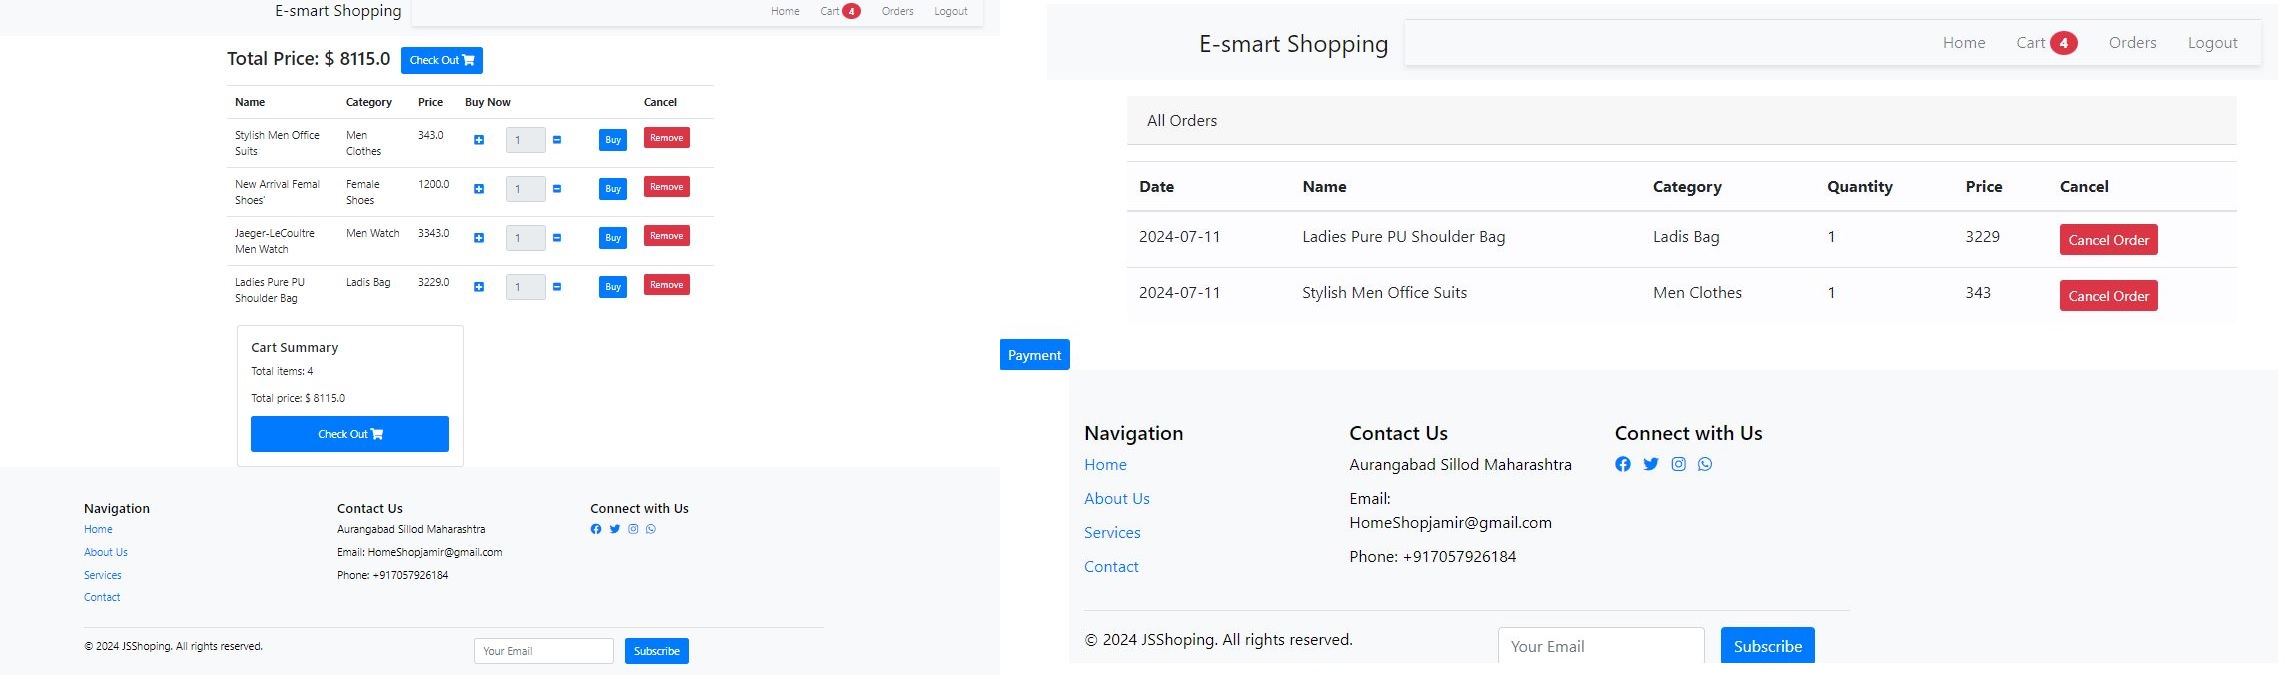 E-smart Shopping
Home Cart 4 Orders Logout
Total Price: $ 8115.0 Check Out
Name Category Price Buy Now Cancel
Stylish Men Office Men 343.0 1 Buy Remove
Suits Clothes
New Arrival Femal Female 1200.0 1 Buy Remove
Shoes' Shoes
Jaeger-LeCoultre Men Watch 3343.0 1 Buy Remove
Men Watch
Ladies Pure PU Ladis Bag 3229.0 1 Buy Remove
Shoulder Bag
Cart Summary
Total items: 4
Total price: $ 8115.0
Check Out
Navigation Contact Us Connect with Us
Home Aurangabad Sillod Maharashtra
About Us Email: HomeShopjamir@gmail.com
Services Phone: +917057926184
Contact
© 2024 JSShoping. All rights reserved. Your Email Subscribe
E-smart Shopping
Home Cart 4 Orders Logout
All Orders
Date Name Category Quantity Price Cancel
2024-07-11 Ladies Pure PU Shoulder Bag Ladis Bag 1 3229 Cancel Order
2024-07-11 Stylish Men Office Suits Men Clothes 1 343 Cancel Order
Payment
Navigation Contact Us Connect with Us
Home Aurangabad Sillod Maharashtra
About Us Email:
HomeShopjamir@gmail.com
Services
Phone: +917057926184
Contact
© 2024 JSShoping. All rights reserved. Your Email Subscribe